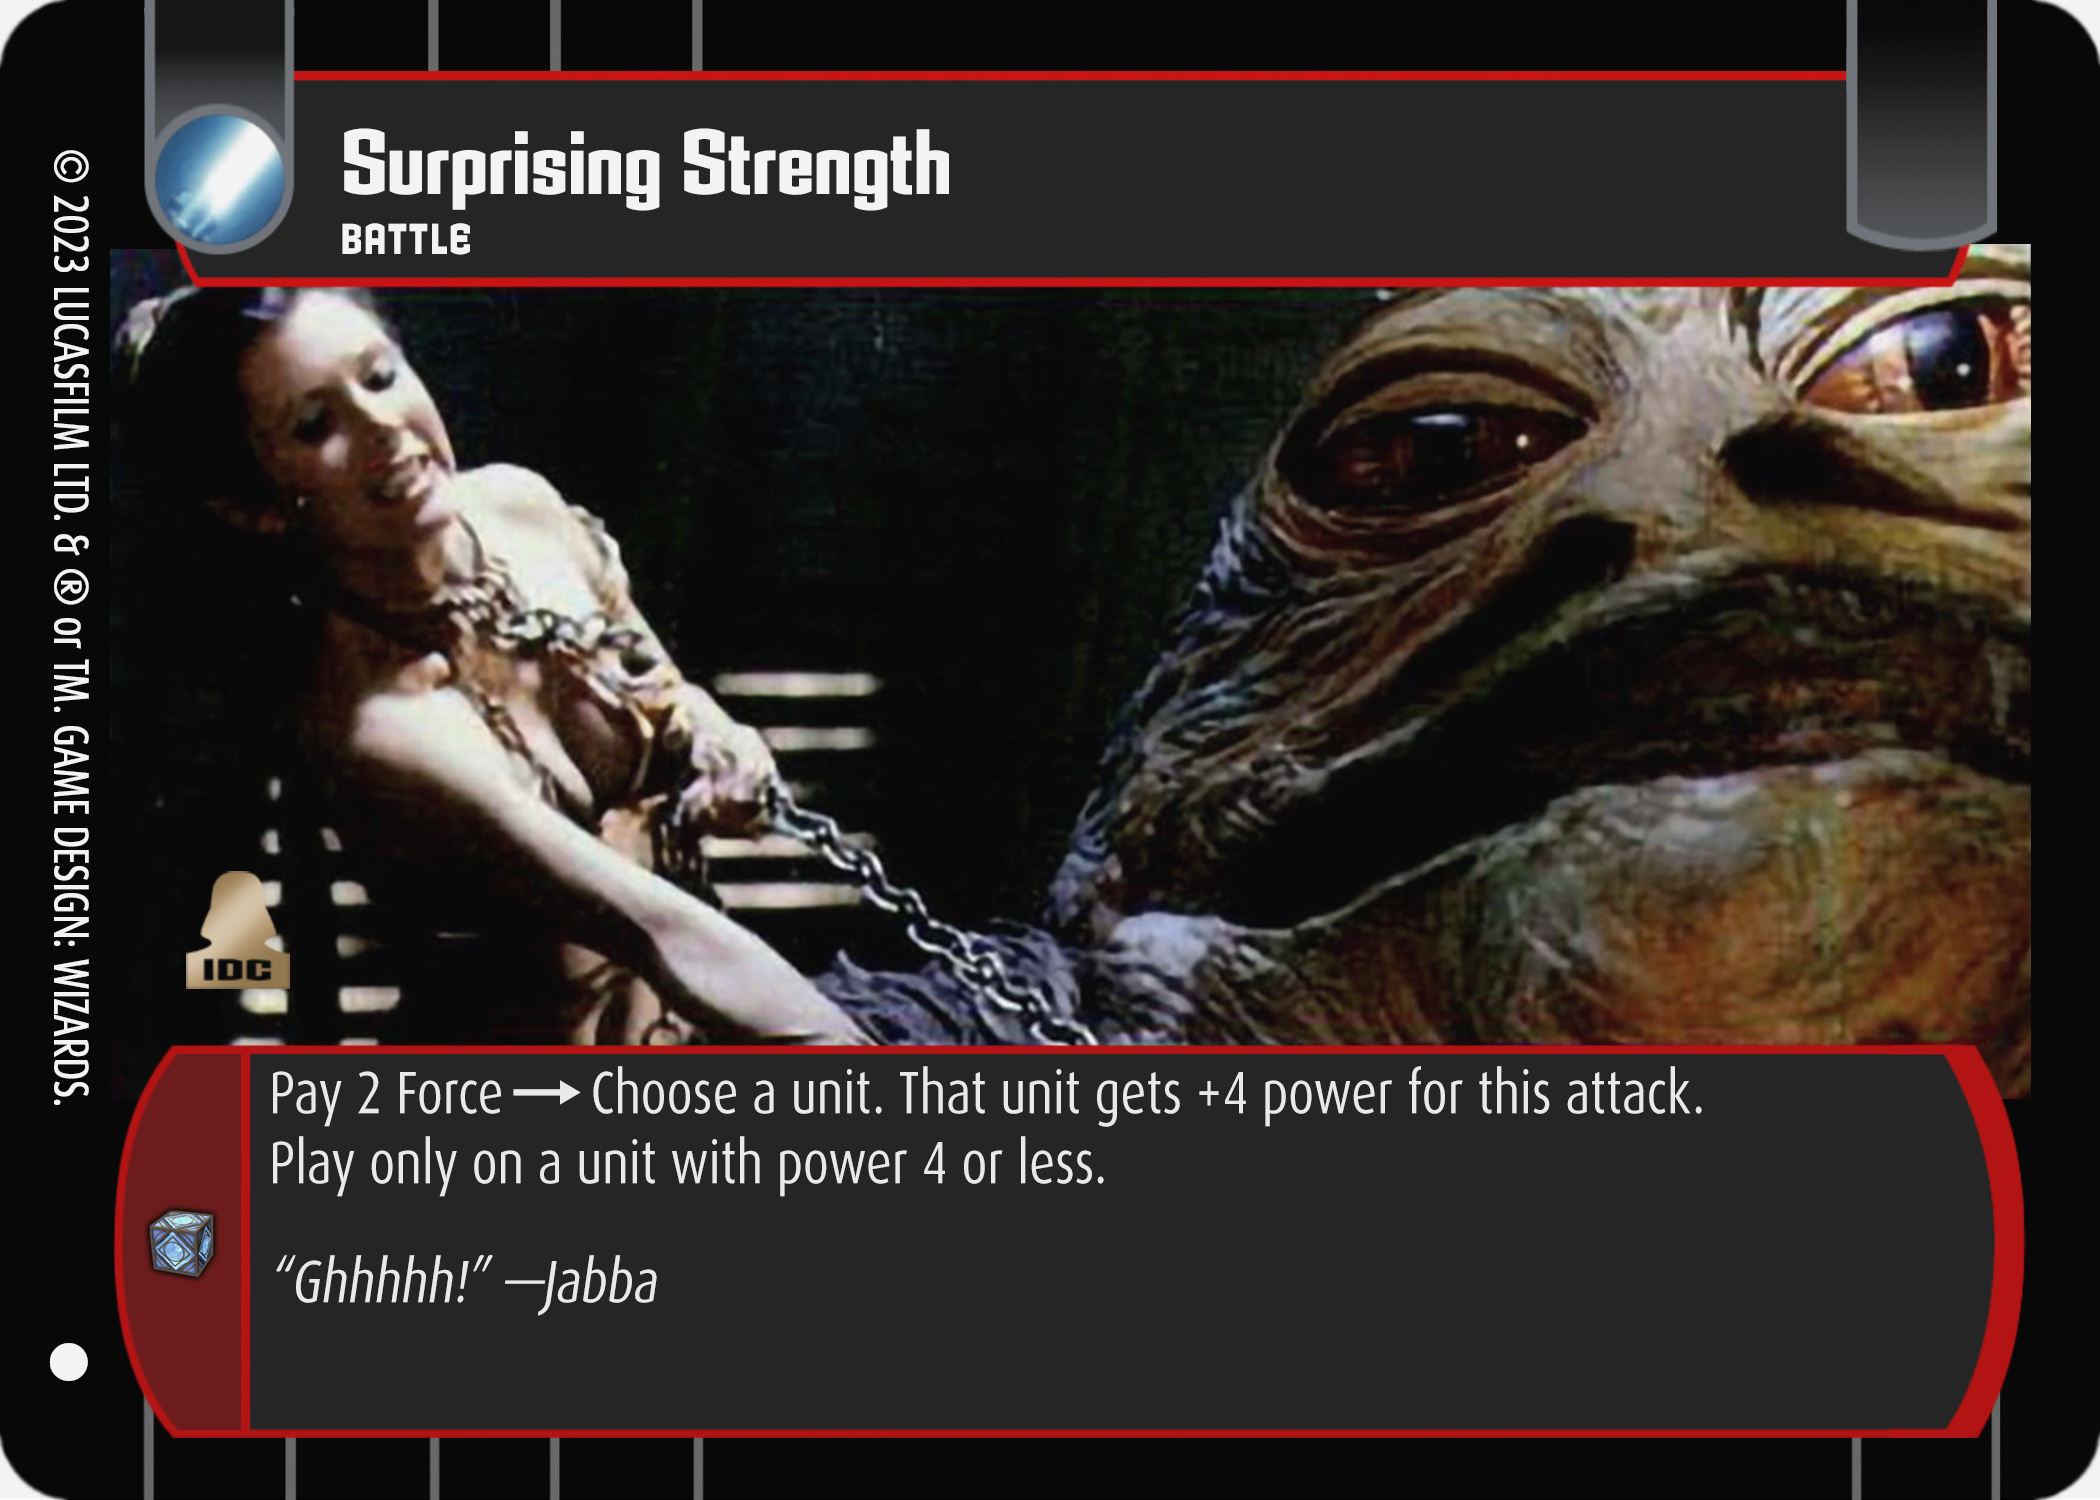 Surprising Strength
BATTLE
© 2023 LUCASFILM LTD. & ® or TM. GAME DESIGN: WIZARDS.
IDC
Pay 2 Force → Choose a unit. That unit gets +4 power for this attack.
Play only on a unit with power 4 or less.
“Ghhhhh!” —Jabba